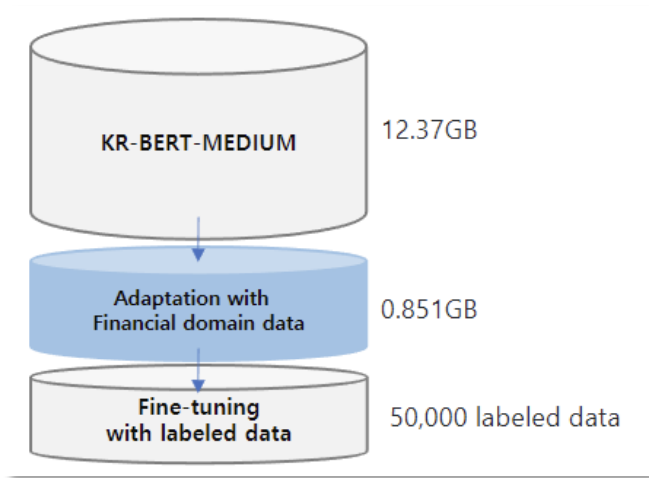 KR-BERT-MEDIUM
12.37GB
Adaptation with
Financial domain data
0.851GB
Fine-tuning
with labeled data
50,000 labeled data